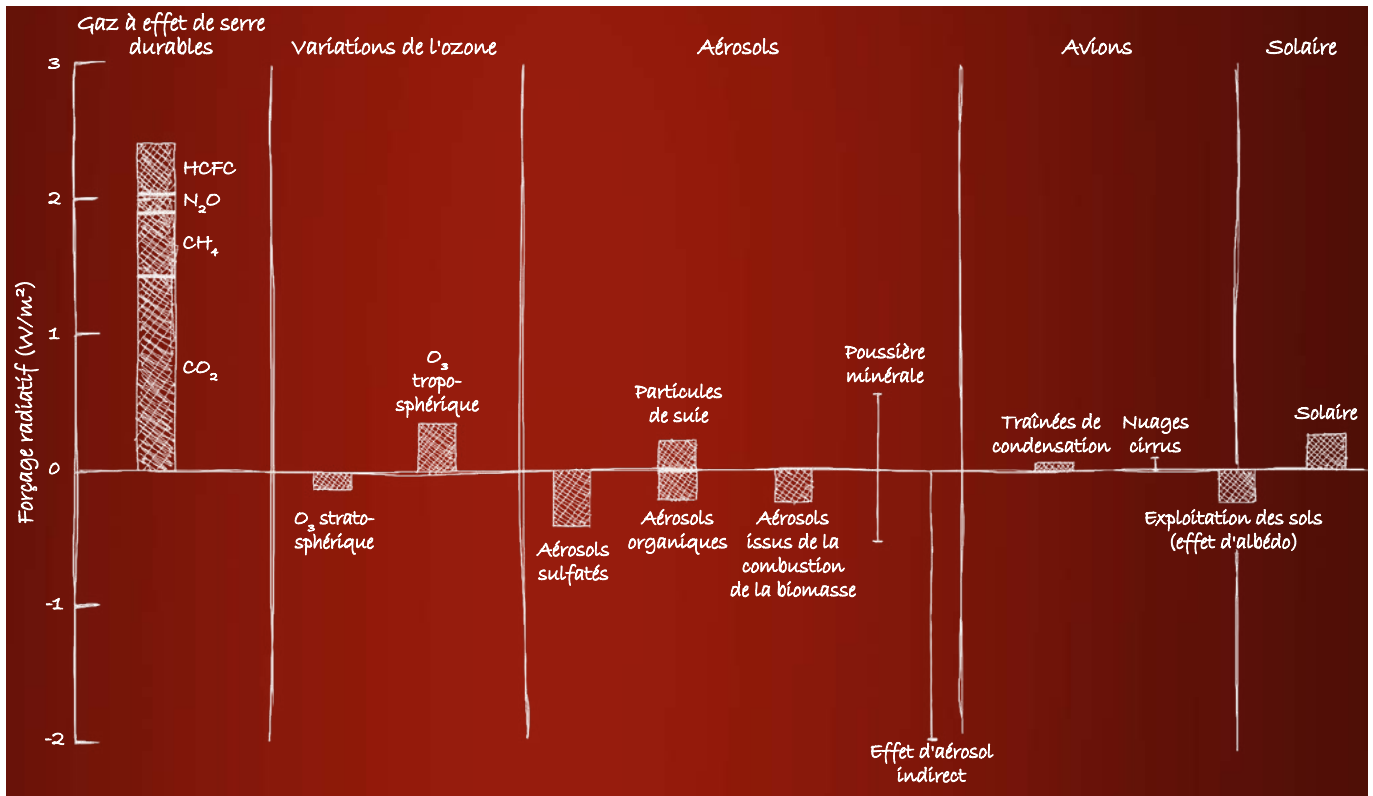 Gaz à effet de serre
durables
Variations de l'ozone
Aérosols
Avions
Solaire
Forçage radiatif (W/m²)
3
2
1
0
-1
-2
HCFC
N₂O
CH₄
CO₂
O₃ strato-
sphérique
O₃
tropo-
sphérique
Aérosols
sulfatés
Particules
de suie
Aérosols
organiques
Aérosols
issus de la
combustion
de la biomasse
Poussière
minérale
Effet d'aérosol
indirect
Traînées de
condensation
Nuages
cirrus
Exploitation des sols
(effet d'albédo)
Solaire